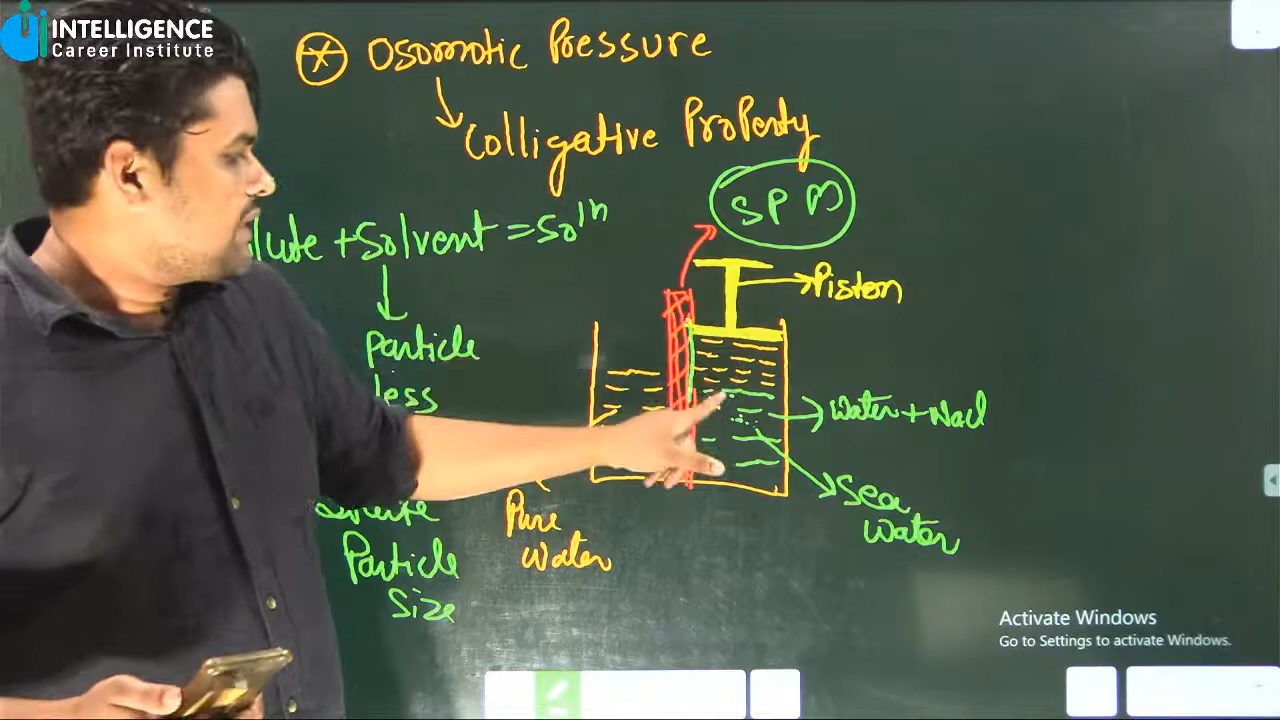 INTELLIGENCE
Career Institute
Osomotic Pressure
Colligative Property
SPM
lute + Solvent = Solⁿ
Piston
Particle
less
Water + Nacl
Sea
Water
Pure
Water
Particle
Size
Activate Windows
Go to Settings to activate Windows.